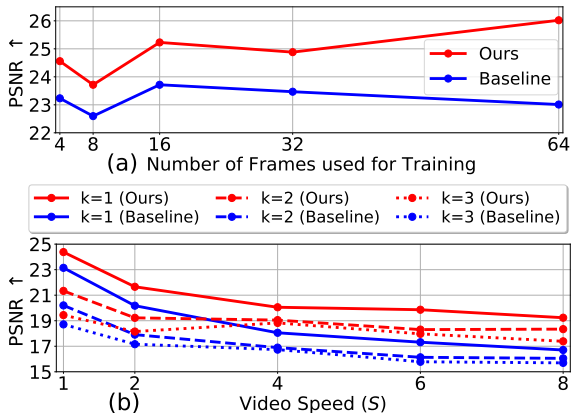 26
25
24
23
22
PSNR ↑
Ours
Baseline
4 8 16 32 64
(a) Number of Frames used for Training
k=1 (Ours) k=2 (Ours) k=3 (Ours)
k=1 (Baseline) k=2 (Baseline) k=3 (Baseline)
25
23
21
19
17
15
PSNR ↑
1 2 4 6 8
(b) Video Speed (S)